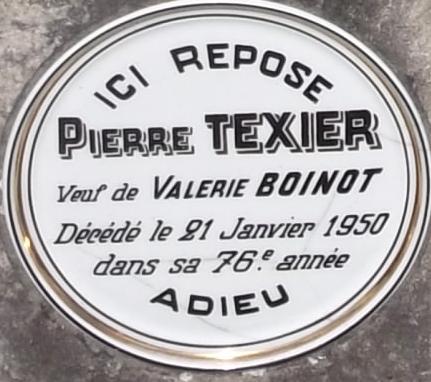 ICI REPOSE
PIERRE TEXIER
Veuf de VALERIE BOINOT
Décédé le 21 Janvier 1950
dans sa 76.e année
ADIEU